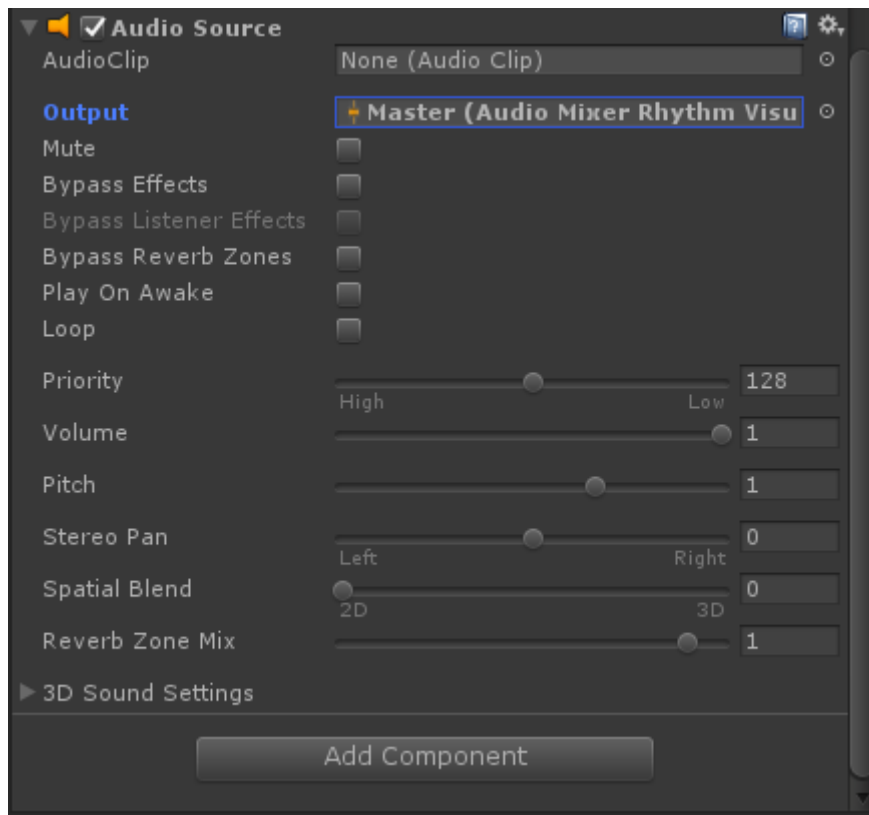 Audio Source
AudioClip None (Audio Clip)
Output Master (Audio Mixer Rhythm Visu
Mute
Bypass Effects
Bypass Listener Effects
Bypass Reverb Zones
Play On Awake
Loop
Priority 128
High Low
Volume 1
Pitch 1
Stereo Pan 0
Left Right
Spatial Blend 0
2D 3D
Reverb Zone Mix 1
3D Sound Settings
Add Component